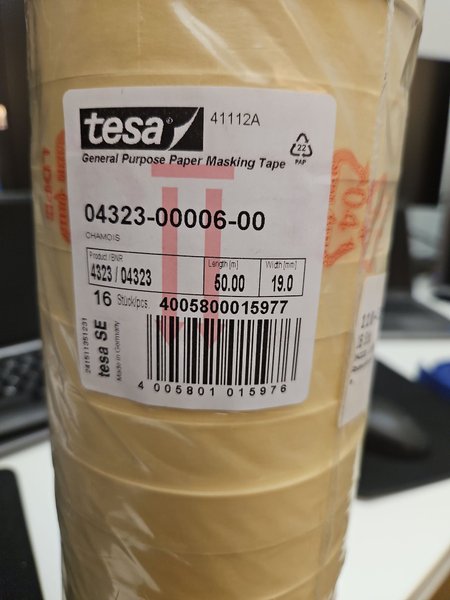 tesa® 41112A
22
PAP
General Purpose Paper Masking Tape
04323-00006-00
CHAMOIS
Product / BNR Length [m] Width [mm]
4323 / 04323 50.00 19,0
16 Stück/pcs. 4005800015977
241511351231
tesa SE
Made in Germany
4 005801 015976